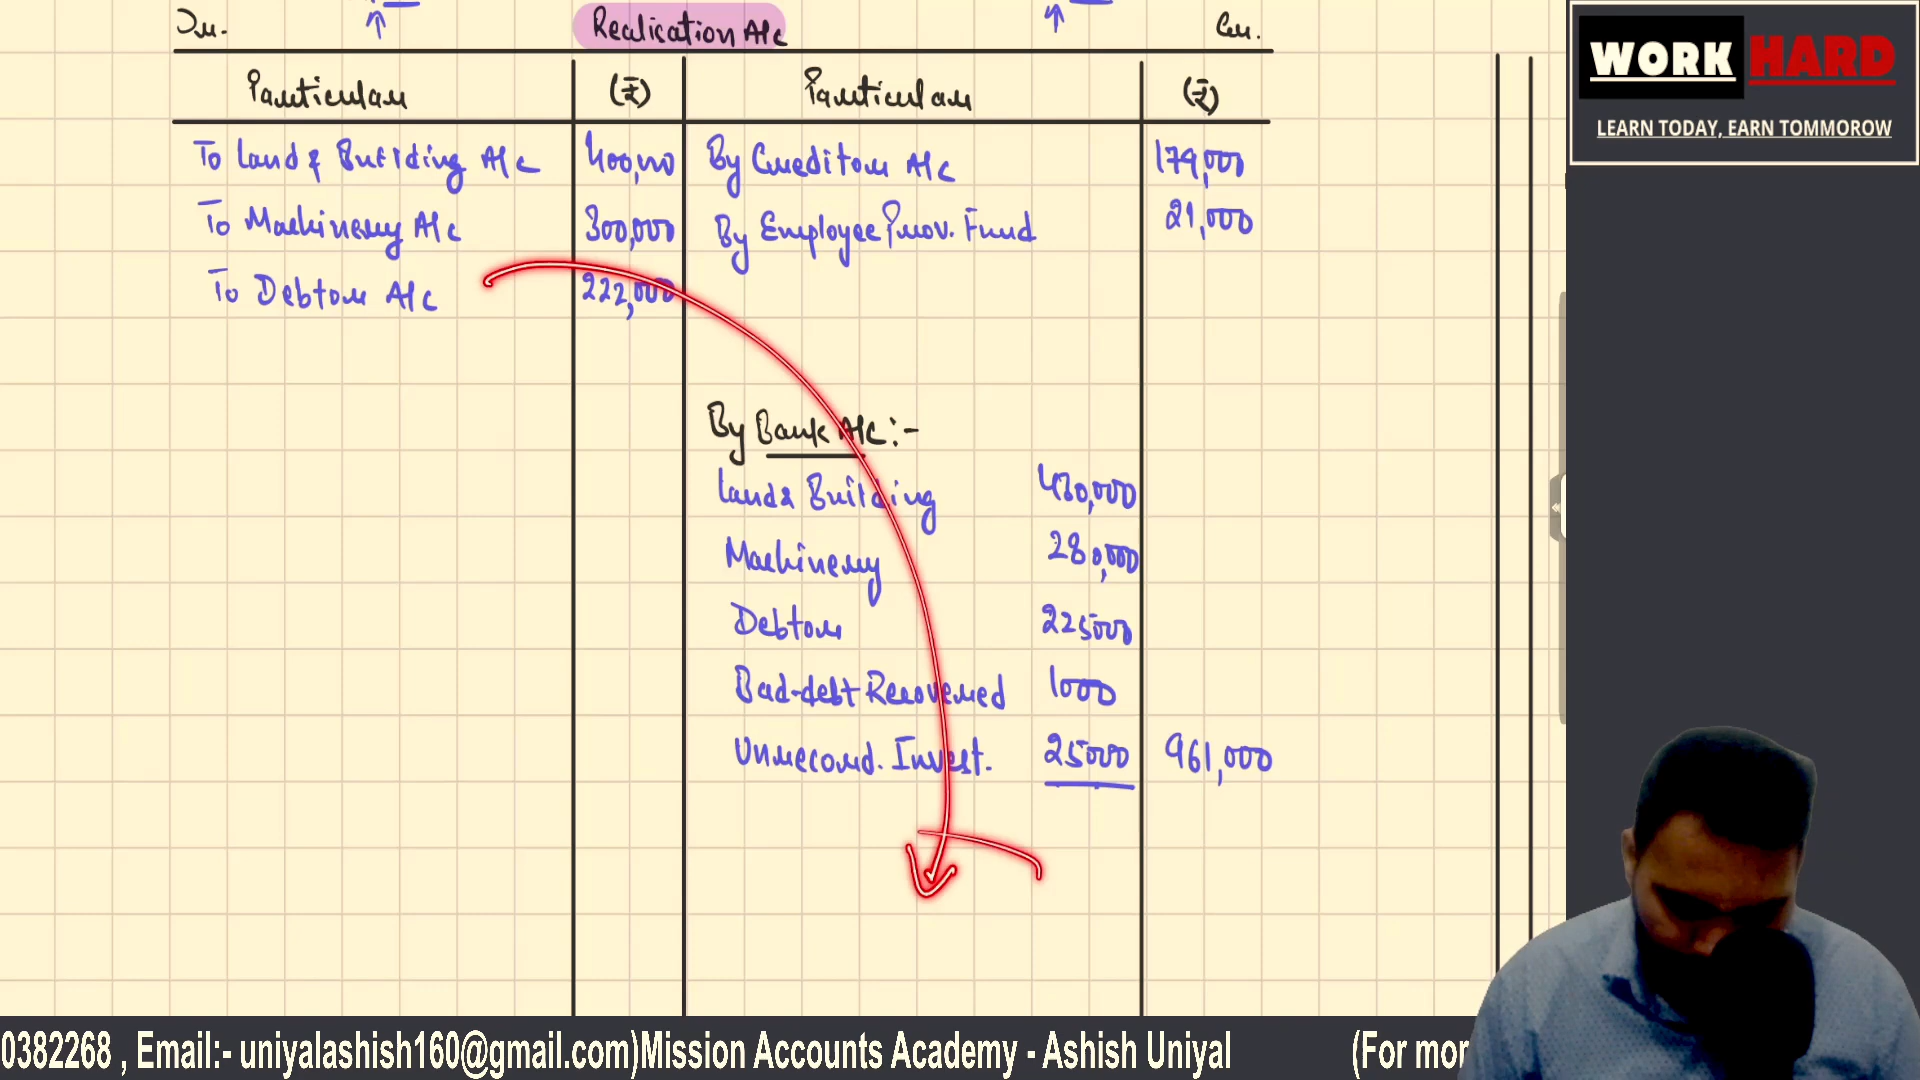 Dr. Realisation A/c Cr.
Particulars (₹) Particulars (₹)
To Land & Building A/c 400,000 By Creditors A/c 179,000
To Machinery A/c 300,000 By Employee Prov. Fund 21,000
To Debtors A/c 222,000
By Bank A/c:-
Land & Building 430,000
Machinery 280,000
Debtors 225000
Bad-debt Recovered 1000
Unrecord. Invest. 25000 961,000
WORK HARD
LEARN TODAY, EARN TOMMOROW
0382268 , Email:- uniyalashish160@gmail.com)Mission Accounts Academy - Ashish Uniyal (For mor